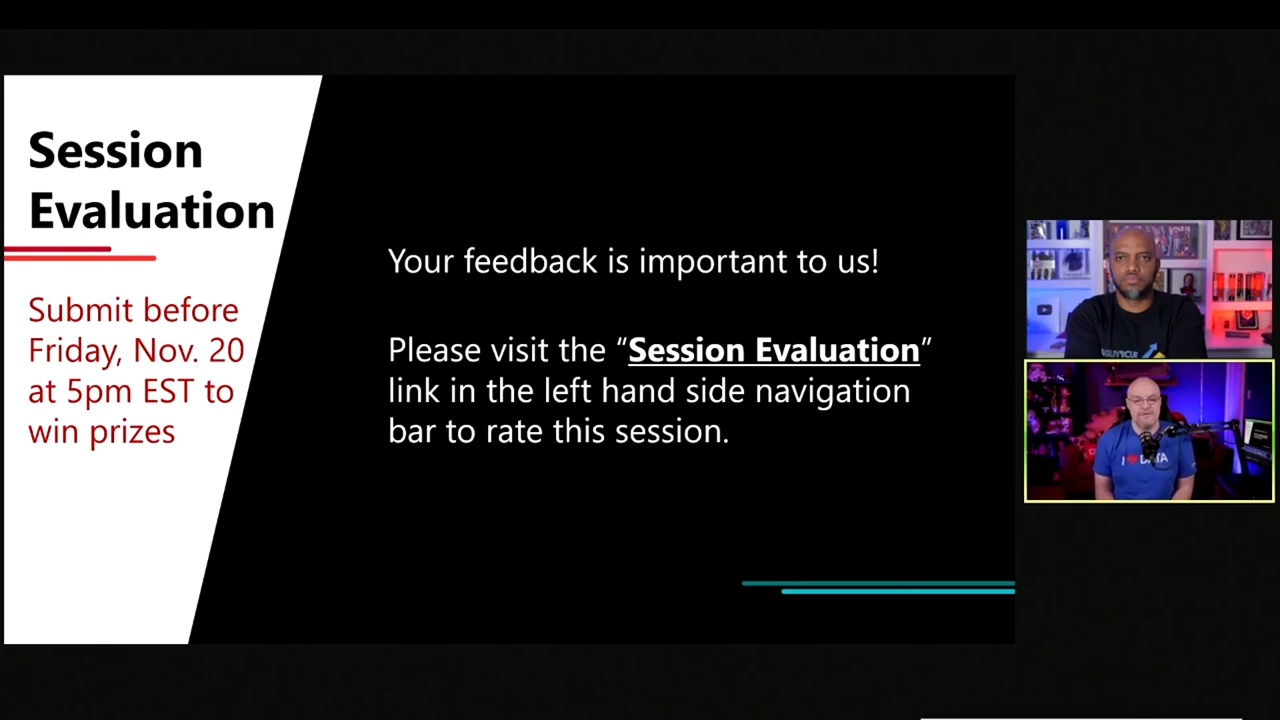 Session
Evaluation
Submit before
Friday, Nov. 20
at 5pm EST to
win prizes
Your feedback is important to us!
Please visit the “Session Evaluation”
link in the left hand side navigation
bar to rate this session.
I ❤ DATA